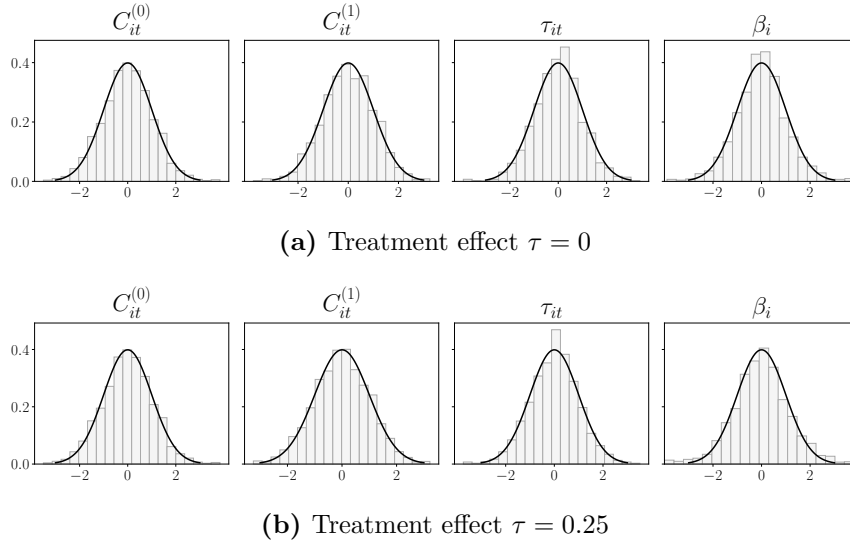 C_{it}^{(0)} C_{it}^{(1)} τ_{it} β_i
0.4
0.2
0.0
−2 0 2 −2 0 2 −2 0 2 −2 0 2
(a) Treatment effect τ = 0
C_{it}^{(0)} C_{it}^{(1)} τ_{it} β_i
0.4
0.2
0.0
−2 0 2 −2 0 2 −2 0 2 −2 0 2
(b) Treatment effect τ = 0.25